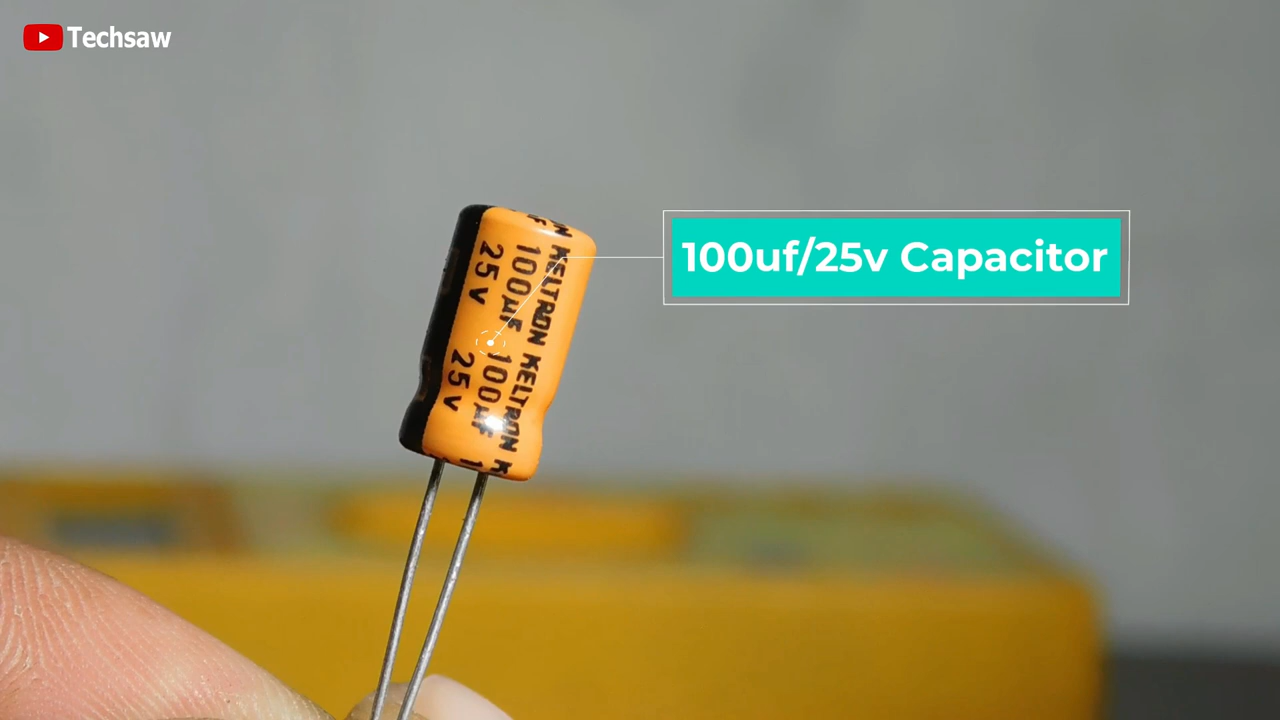 Techsaw
100uf/25v Capacitor
KELTRON KELTRON K
100µF 100µF
25V 25V